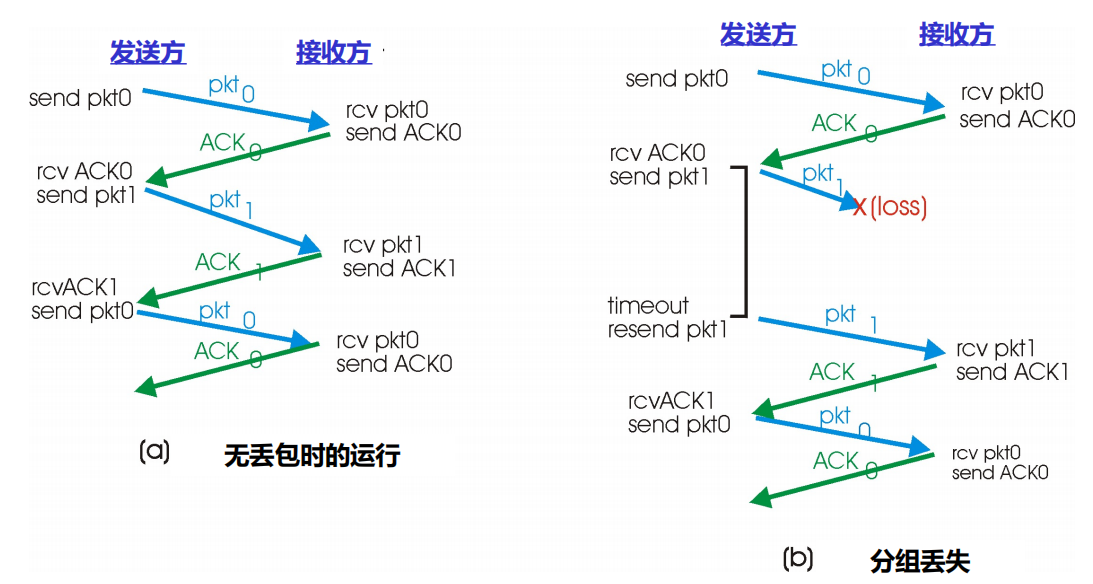 发送方
接收方
send pkt0
pkt 0
rcv pkt0
send ACK0
ACK 0
rcv ACK0
send pkt1
pkt 1
rcv pkt1
send ACK1
ACK 1
rcvACK1
send pkt0
pkt 0
rcv pkt0
send ACK0
ACK 0
(a)
无丢包时的运行
发送方
接收方
send pkt0
pkt 0
rcv pkt0
send ACK0
ACK 0
rcv ACK0
send pkt1
pkt 1
X (loss)
timeout
resend pkt1
pkt 1
rcv pkt1
send ACK1
ACK 1
rcvACK1
send pkt0
pkt 0
rcv pkt0
send ACK0
ACK 0
(b)
分组丢失